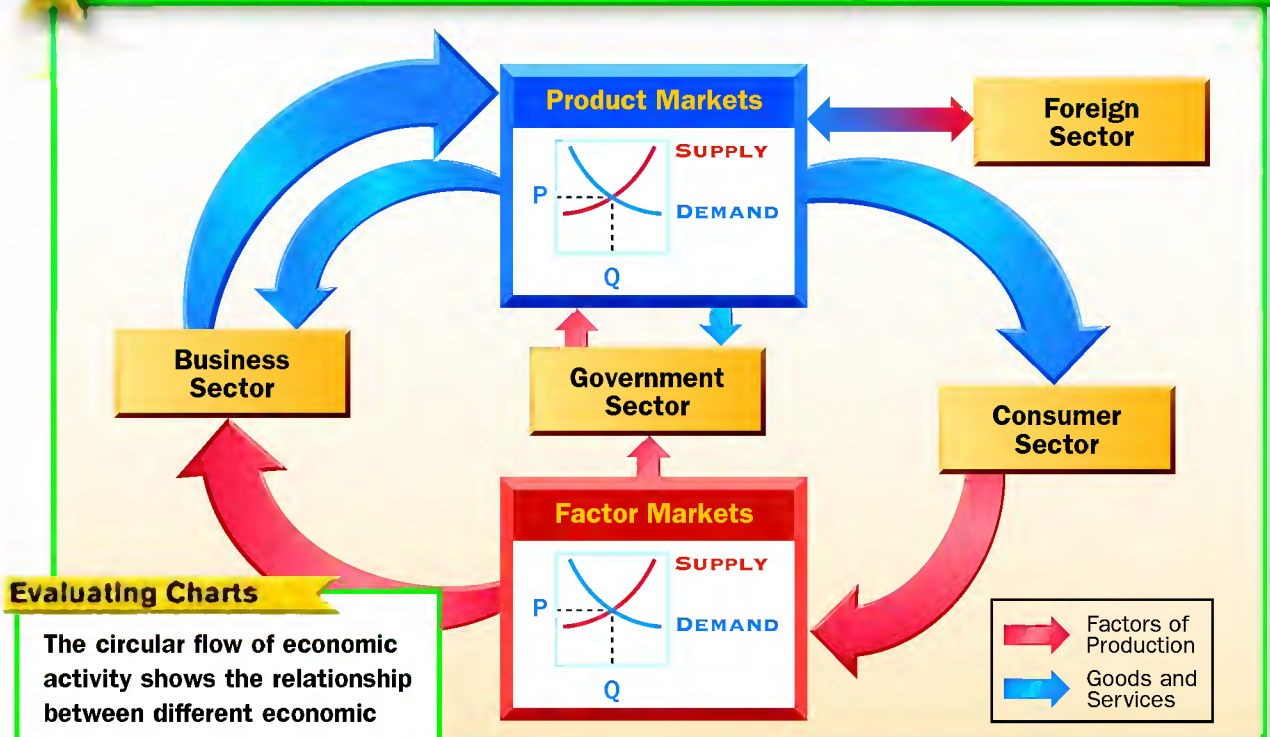 Product Markets
SUPPLY
P
DEMAND
Q
Foreign
Sector
Business
Sector
Government
Sector
Consumer
Sector
Factor Markets
SUPPLY
P
DEMAND
Q
Factors of
Production
Goods and
Services
Evaluating Charts
The circular flow of economic
activity shows the relationship
between different economic